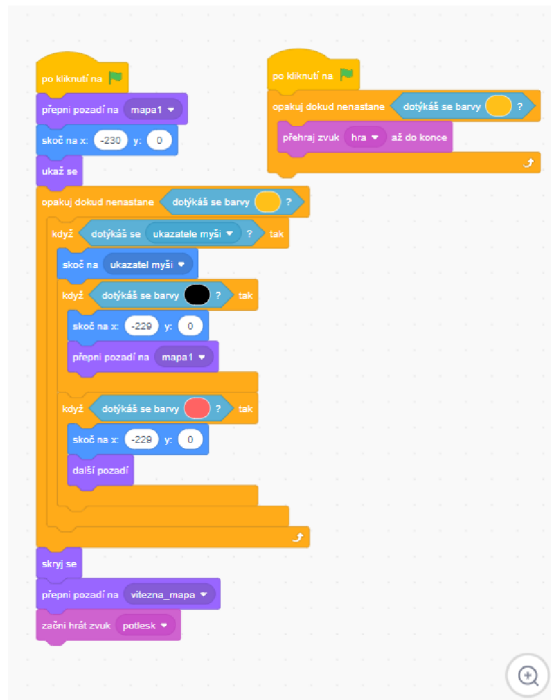 po kliknutí na
přepni pozadí na mapa1
skoč na x: -230 y: 0
ukaž se
opakuj dokud nenastane dotýkáš se barvy ?
když dotýkáš se ukazatele myši ? tak
skoč na ukazatel myši
když dotýkáš se barvy ? tak
skoč na x: -229 y: 0
přepni pozadí na mapa1
když dotýkáš se barvy ? tak
skoč na x: -229 y: 0
další pozadí
skryj se
přepni pozadí na vitezna_mapa
začni hrát zvuk potlesk
po kliknutí na
opakuj dokud nenastane dotýkáš se barvy ?
přehraj zvuk hra až do konce